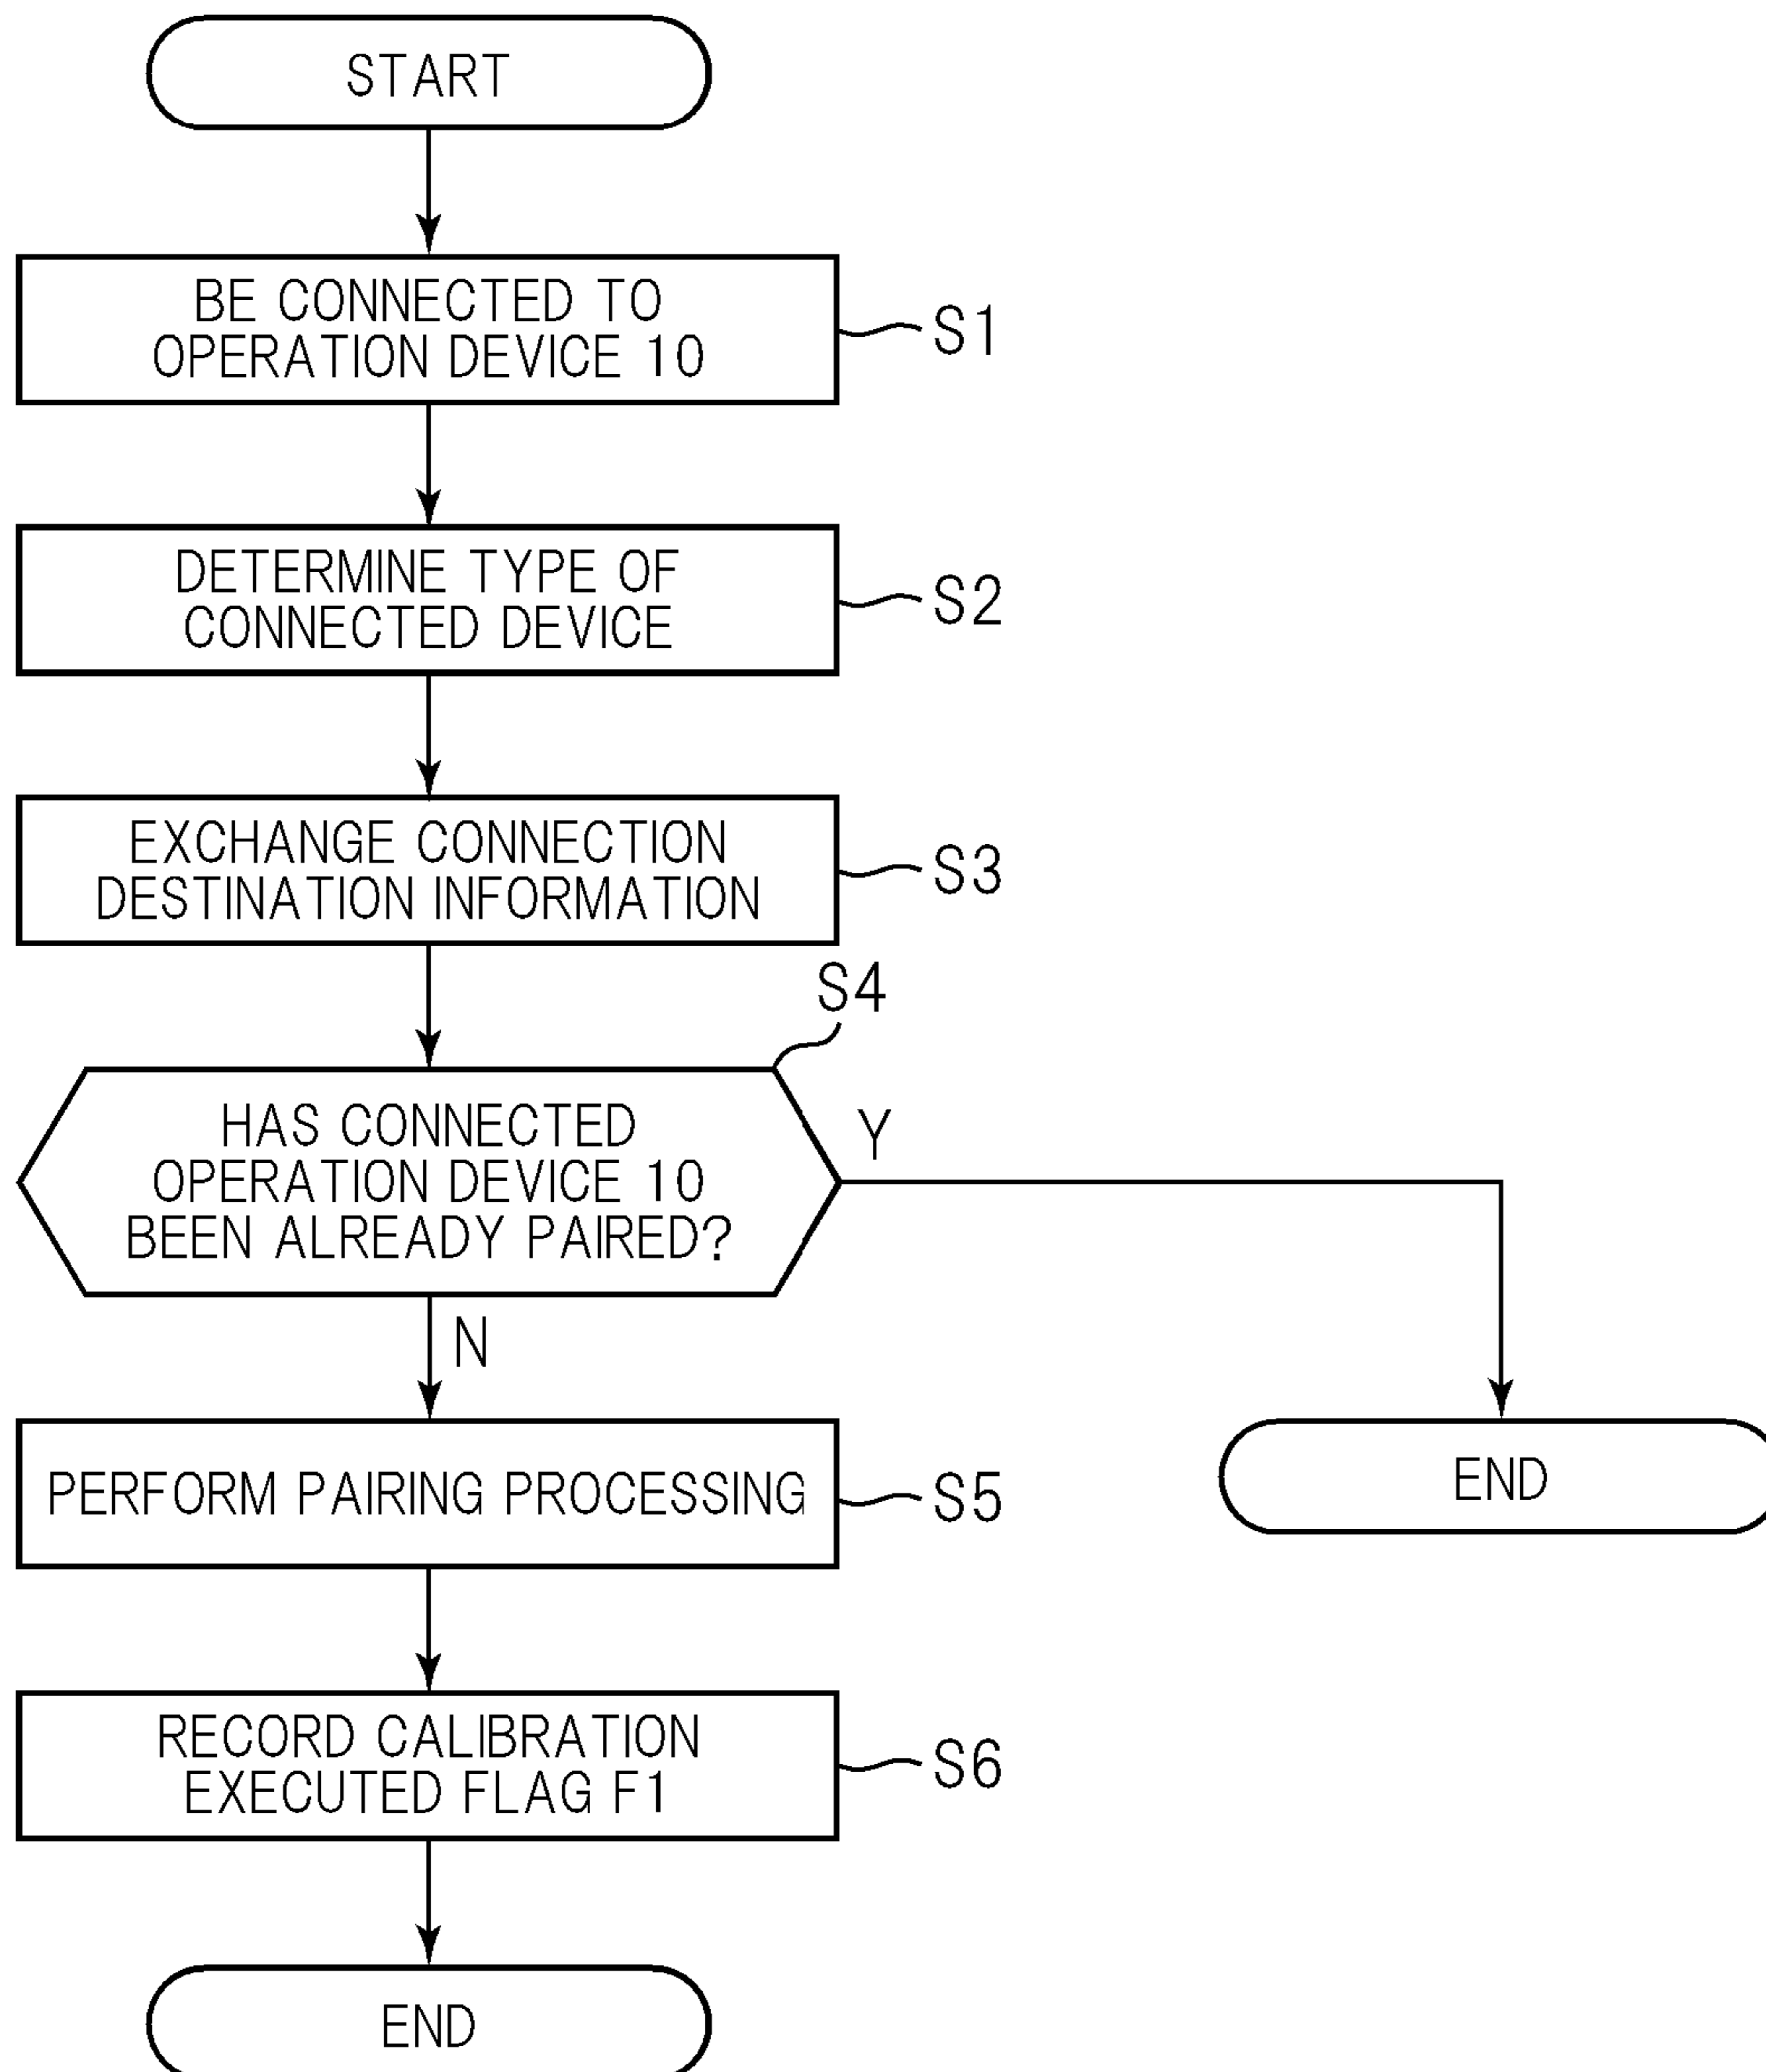 START
BE CONNECTED TO
OPERATION DEVICE 10
S1
DETERMINE TYPE OF
CONNECTED DEVICE
S2
EXCHANGE CONNECTION
DESTINATION INFORMATION
S3
S4
HAS CONNECTED
OPERATION DEVICE 10
BEEN ALREADY PAIRED?
Y
N
PERFORM PAIRING PROCESSING
S5
END
RECORD CALIBRATION
EXECUTED FLAG F1
S6
END